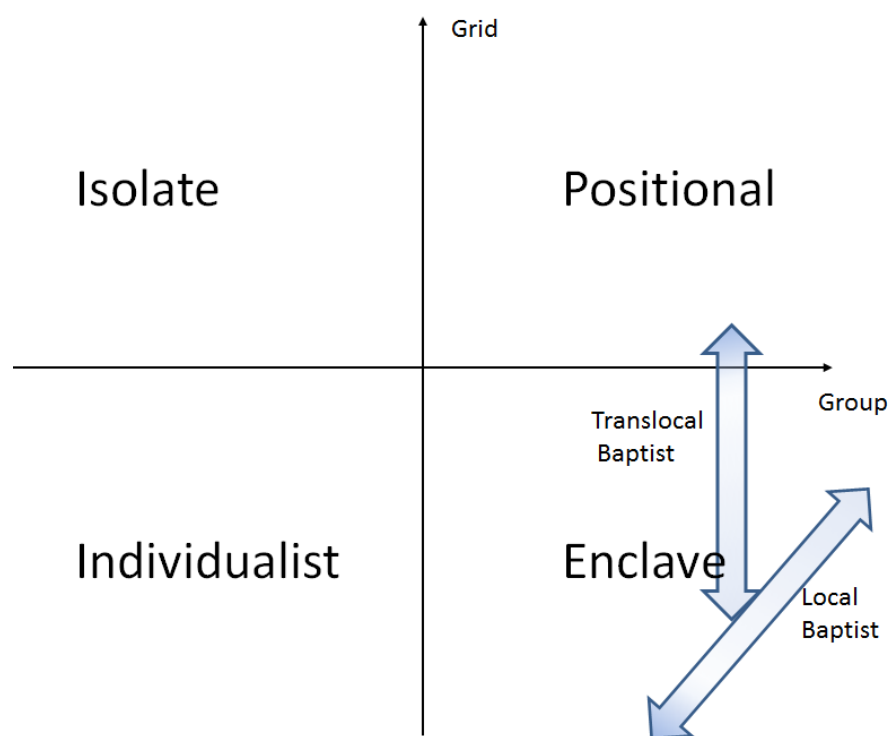 Grid
Isolate
Positional
Group
Translocal
Baptist
Individualist
Enclave
Local
Baptist